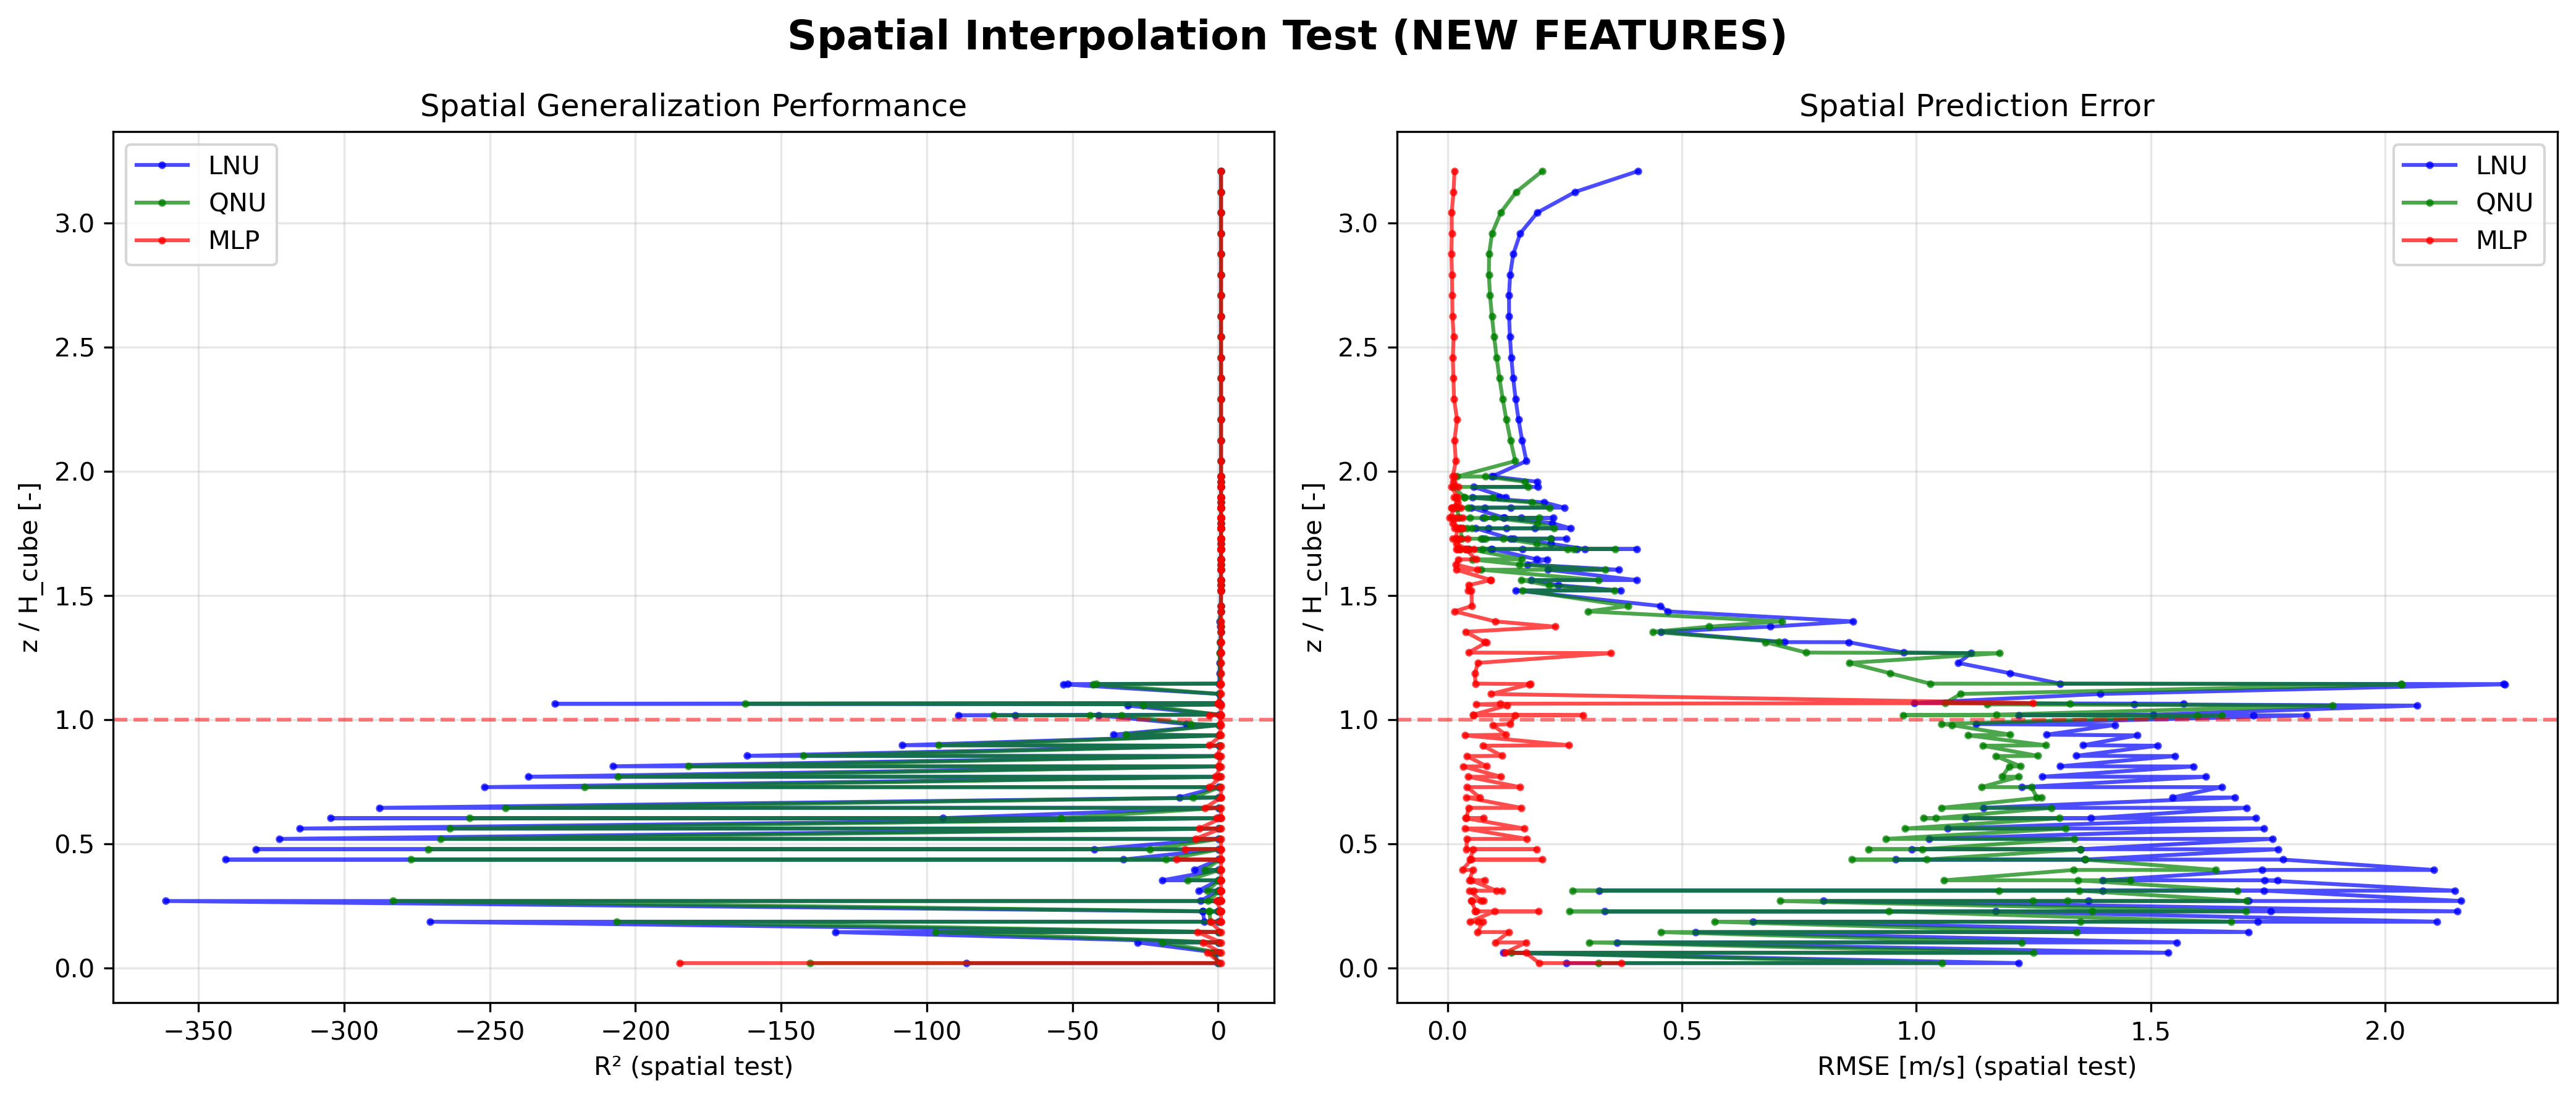 Spatial Interpolation Test (NEW FEATURES)
Spatial Generalization Performance
LNU
QNU
MLP
3.0
2.5
2.0
1.5
1.0
0.5
0.0
z / H_cube [-]
−350 −300 −250 −200 −150 −100 −50 0
R² (spatial test)
Spatial Prediction Error
LNU
QNU
MLP
3.0
2.5
2.0
1.5
1.0
0.5
0.0
z / H_cube [-]
0.0 0.5 1.0 1.5 2.0
RMSE [m/s] (spatial test)